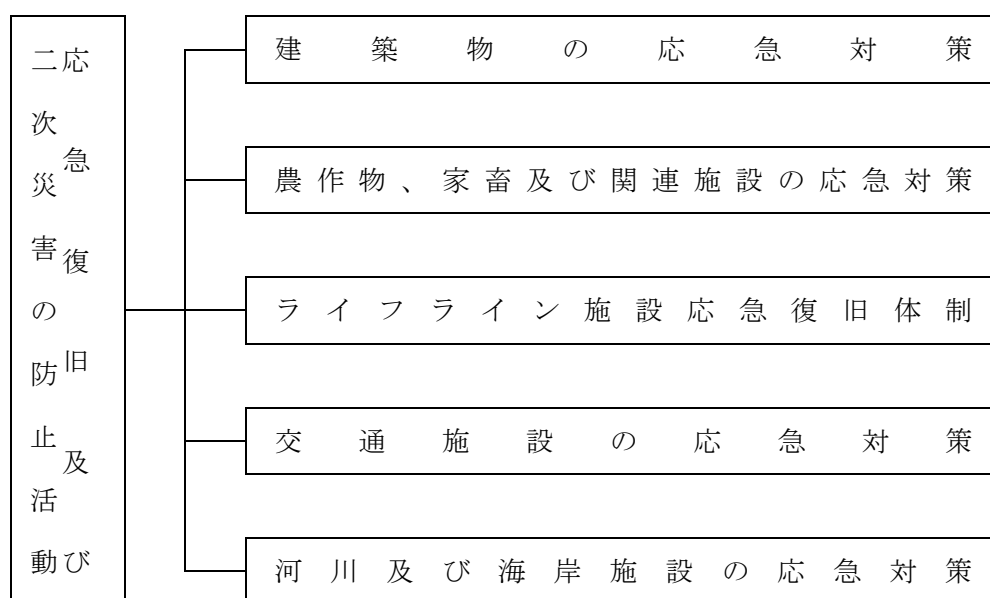 応急復旧及び
二次災害の防止活動
建築物の応急対策
農作物、家畜及び関連施設の応急対策
ライフライン施設応急復旧体制
交通施設の応急対策
河川及び海岸施設の応急対策